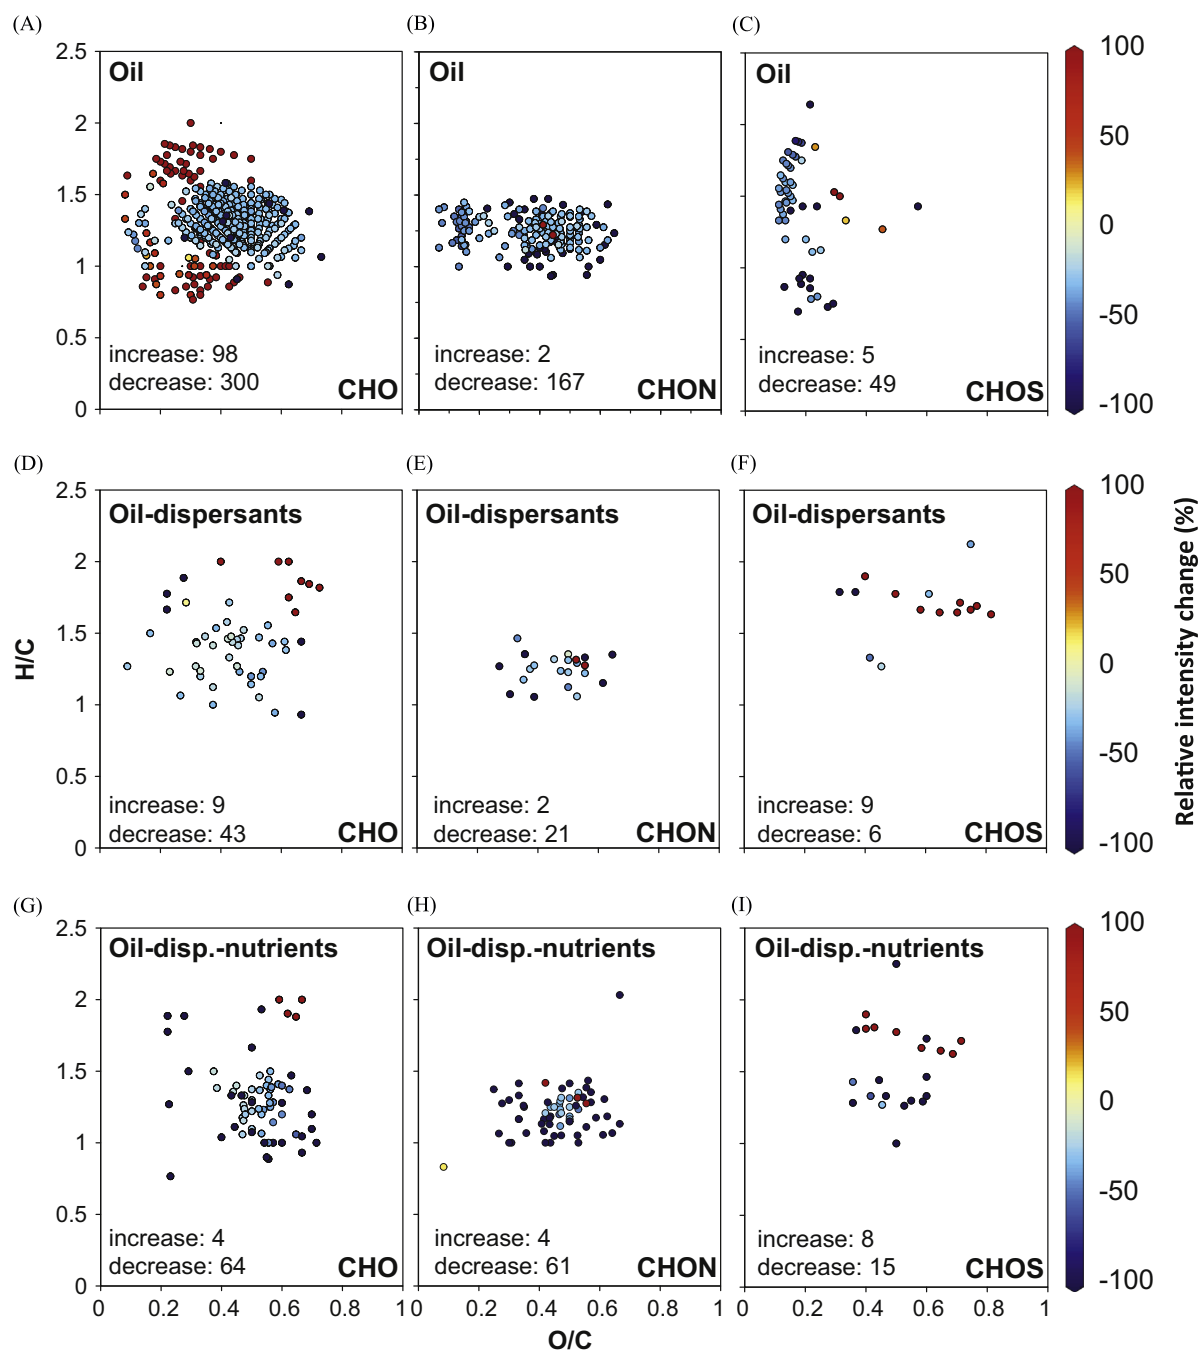 (A)
(B)
(C)
2.5
2
1.5
1
0.5
0
Oil
increase: 98
decrease: 300
CHO
Oil
increase: 2
decrease: 167
CHON
Oil
increase: 5
decrease: 49
CHOS
100
50
0
-50
-100
(D)
(E)
(F)
H/C
2.5
2
1.5
1
0.5
0
Oil-dispersants
increase: 9
decrease: 43
CHO
Oil-dispersants
increase: 2
decrease: 21
CHON
Oil-dispersants
increase: 9
decrease: 6
CHOS
100
50
0
-50
-100
Relative intensity change (%)
(G)
(H)
(I)
2.5
2
1.5
1
0.5
0
Oil-disp.-nutrients
increase: 4
decrease: 64
CHO
Oil-disp.-nutrients
increase: 4
decrease: 61
CHON
Oil-disp.-nutrients
increase: 8
decrease: 15
CHOS
100
50
0
-50
-100
0 0.2 0.4 0.6 0.8 1
0 0.2 0.4 0.6 0.8 1
0 0.2 0.4 0.6 0.8 1
O/C